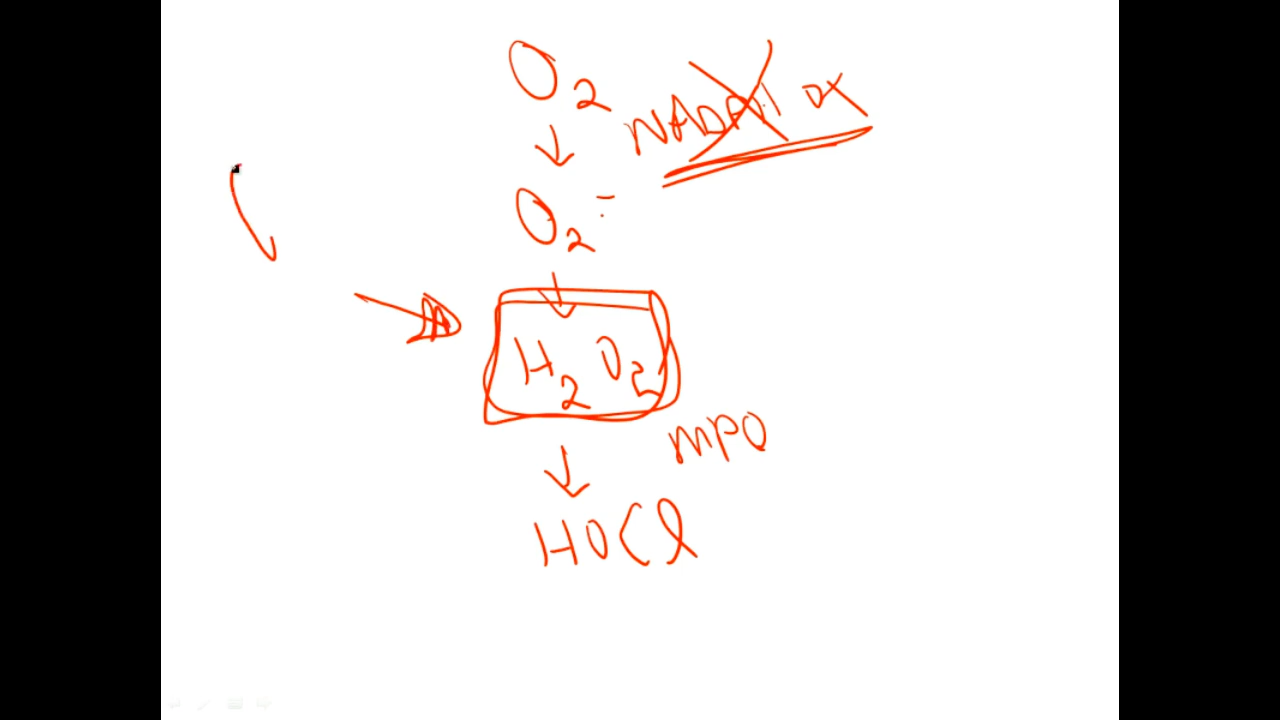 O2
NADPH ox
O2 ∸
H2O2
MPO
HOCl